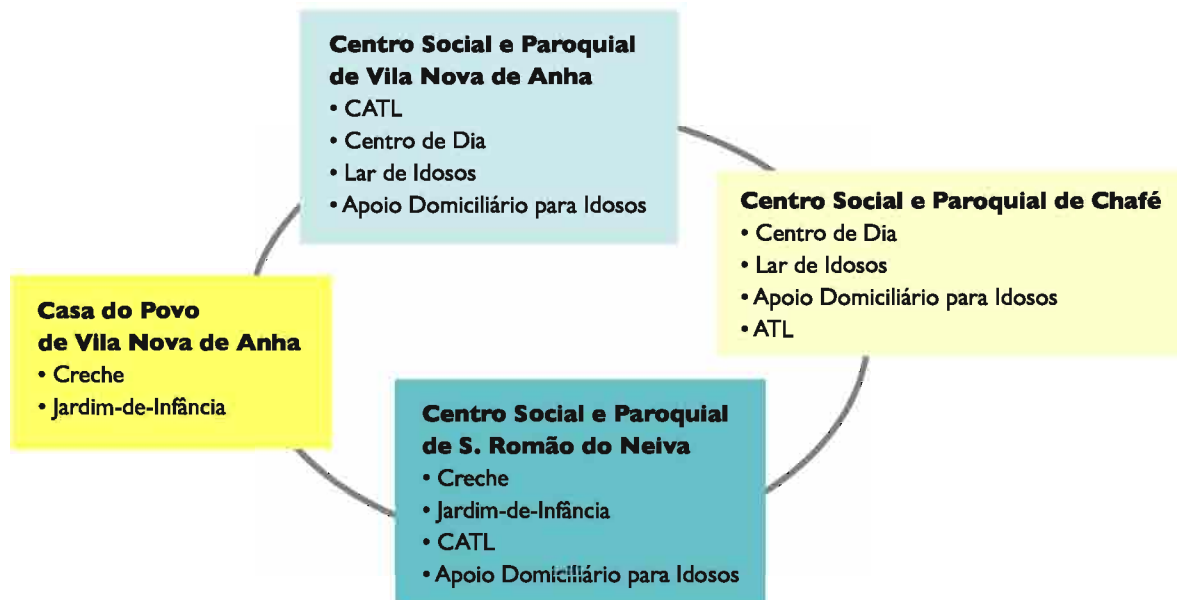 Centro Social e Paroquial
de Vila Nova de Anha
• CATL
• Centro de Dia
• Lar de Idosos
• Apoio Domiciliário para Idosos
Centro Social e Paroquial de Chafé
• Centro de Dia
• Lar de Idosos
• Apoio Domiciliário para Idosos
• ATL
Casa do Povo
de Vila Nova de Anha
• Creche
• Jardim-de-Infância
Centro Social e Paroquial
de S. Romão do Neiva
• Creche
• Jardim-de-Infância
• CATL
• Apoio Domiciliário para Idosos